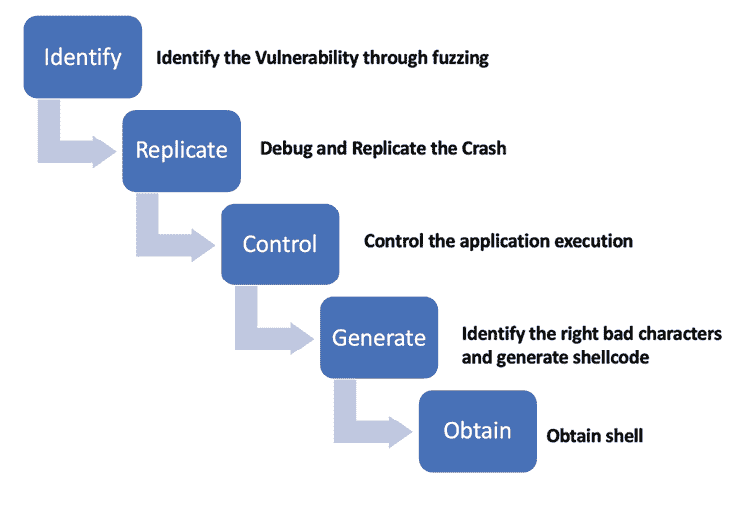 Identify
Identify the Vulnerability through fuzzing
Replicate
Debug and Replicate the Crash
Control
Control the application execution
Generate
Identify the right bad characters
and generate shellcode
Obtain
Obtain shell